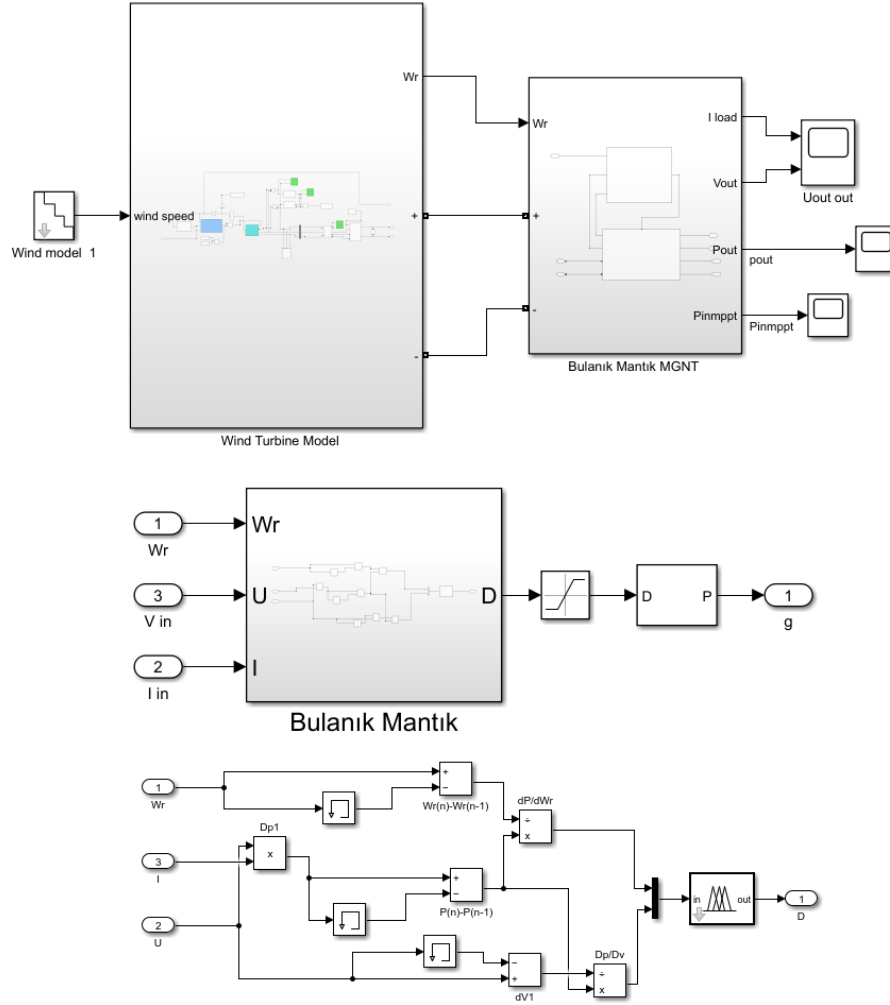 Wr
Wr
I load
Vout
Uout out
wind speed
+
+
Wind model 1
Pout
pout
-
-
Pinmppt
Pinmppt
Bulanık Mantık MGNT
Wind Turbine Model
1
Wr
Wr
3
V in
U
D
D
P
1
g
2
I in
I
Bulanık Mantık
1
Wr
+
−
Wr(n)-Wr(n-1)
dP/dWr
÷
x
Dp1
x
3
I
+
−
P(n)-P(n-1)
in
out
1
D
2
U
−
+
dV1
Dp/Dv
÷
x